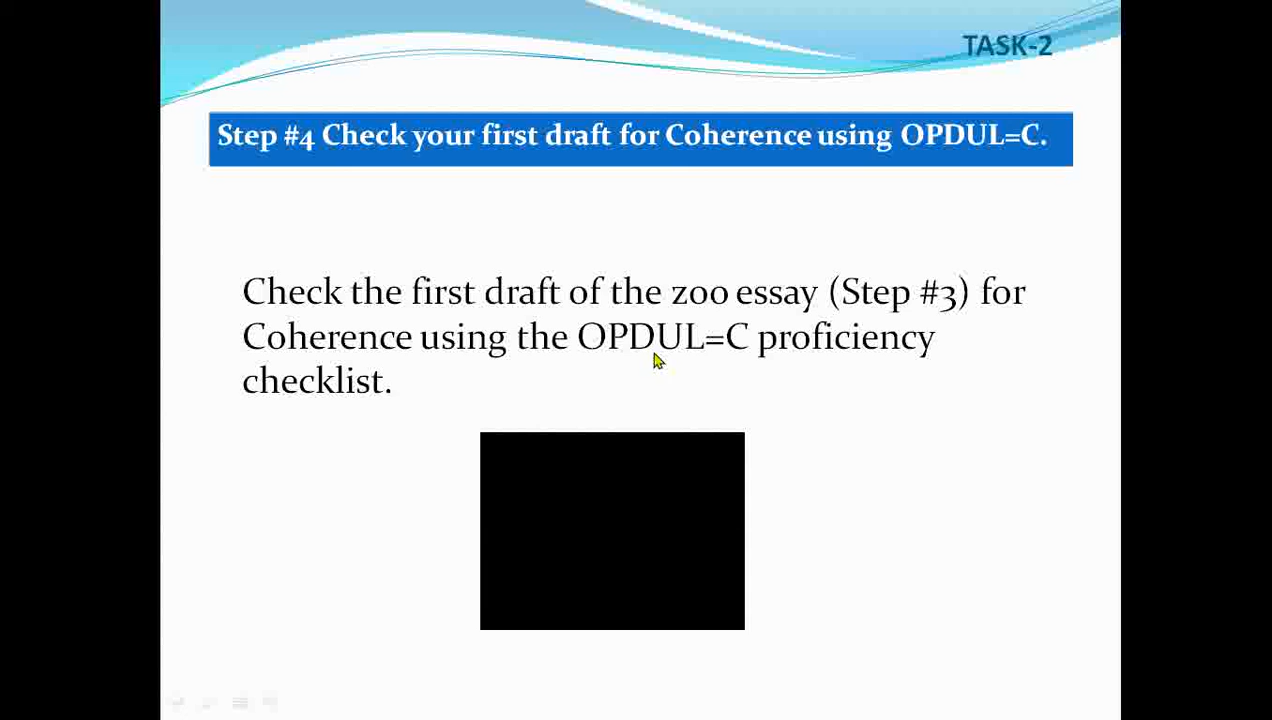 TASK-2
Step #4 Check your first draft for Coherence using OPDUL=C.
Check the first draft of the zoo essay (Step #3) for
Coherence using the OPDUL=C proficiency
checklist.